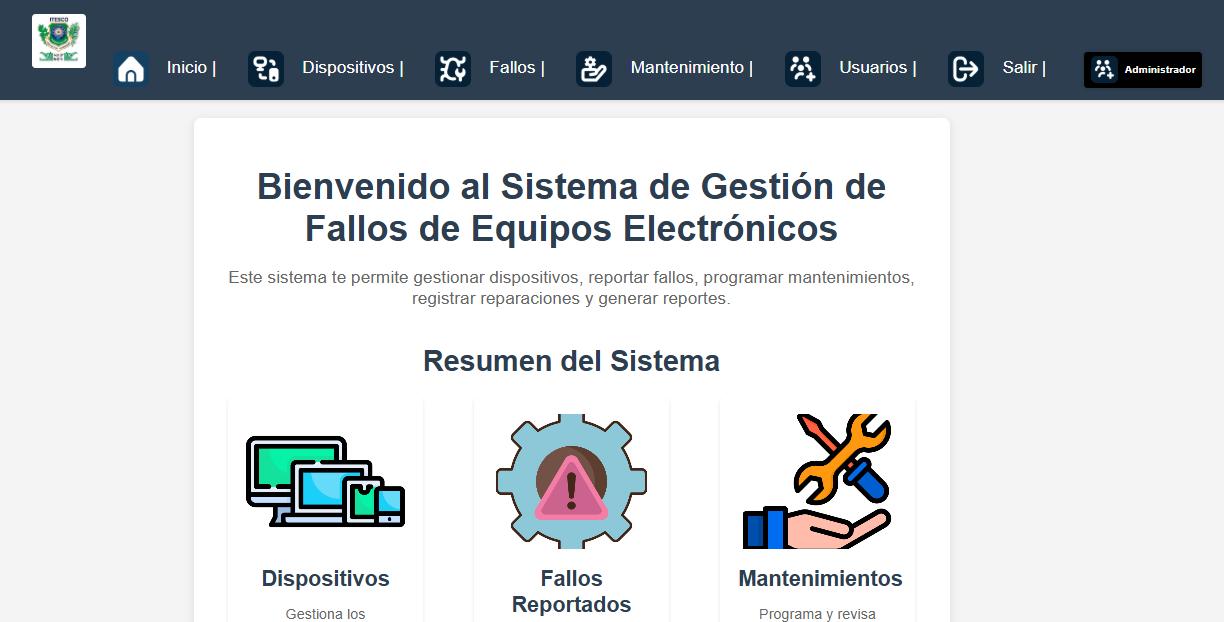 ITESCO
Inicio |
Dispositivos |
Fallos |
Mantenimiento |
Usuarios |
Salir |
Administrador
Bienvenido al Sistema de Gestión de
Fallos de Equipos Electrónicos
Este sistema te permite gestionar dispositivos, reportar fallos, programar mantenimientos,
registrar reparaciones y generar reportes.
Resumen del Sistema
Dispositivos
Gestiona los
Fallos
Reportados
Mantenimientos
Programa y revisa